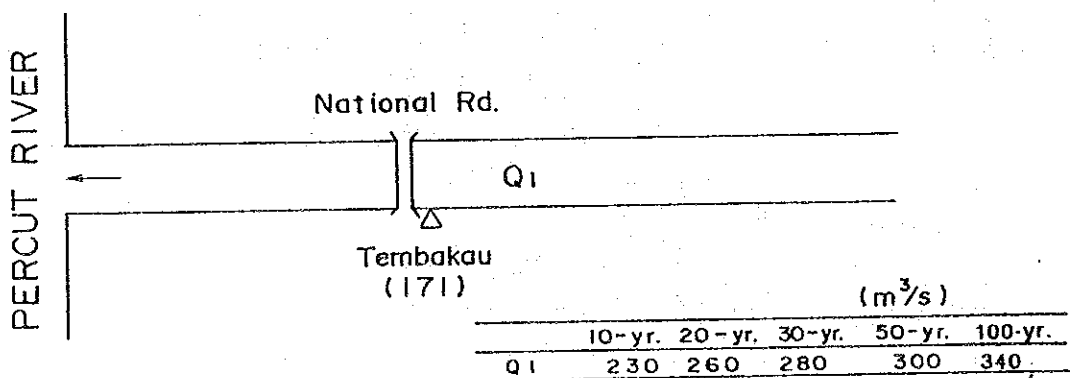 PERCUT RIVER
National Rd.
Q1
Tembakau
(171)
(m³/s)
10-yr. 20-yr. 30-yr. 50-yr. 100-yr.
Q1 230 260 280 300 340